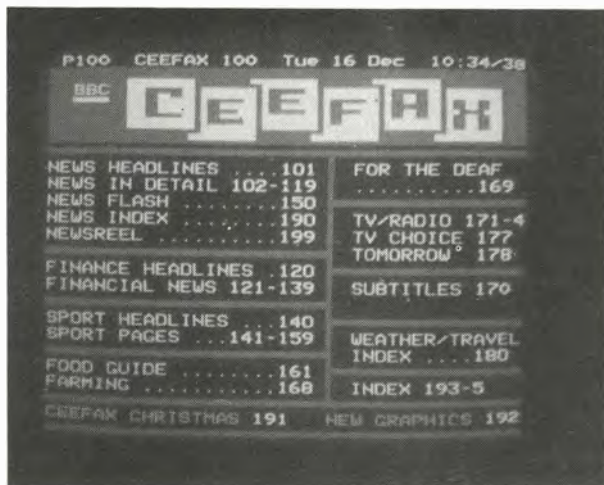 P100 CEEFAX 100 Tue 16 Dec 10:34/38
BBC
CEEFAX
NEWS HEADLINES ....101
NEWS IN DETAIL 102-119
NEWS FLASH ........150
NEWS INDEX ........190
NEWSREEL ..........199
FINANCE HEADLINES .120
FINANCIAL NEWS 121-139
SPORT HEADLINES ...140
SPORT PAGES ...141-159
FOOD GUIDE ........161
FARMING ...........168
FOR THE DEAF
..........169
TV/RADIO 171-4
TV CHOICE 177
TOMORROW 178
SUBTITLES 170
WEATHER/TRAVEL
INDEX ....180
INDEX 193-5
CEEFAX CHRISTMAS 191 NEW GRAPHICS 192